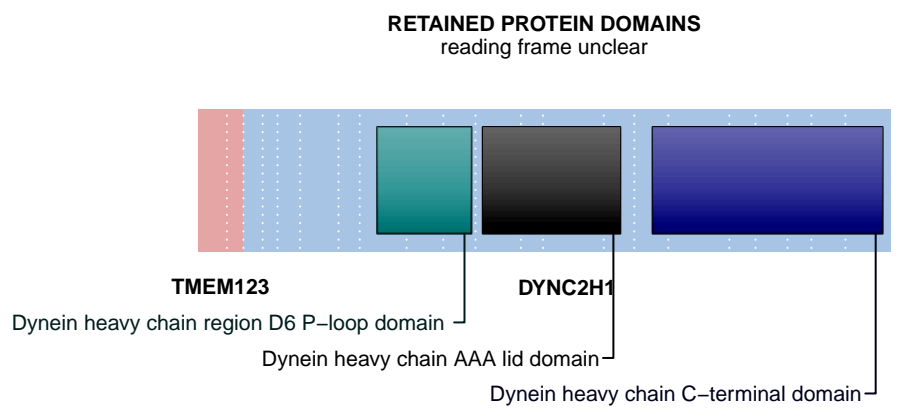 RETAINED PROTEIN DOMAINS
reading frame unclear
TMEM123
DYNC2H1
Dynein heavy chain region D6 P−loop domain
Dynein heavy chain AAA lid domain
Dynein heavy chain C−terminal domain